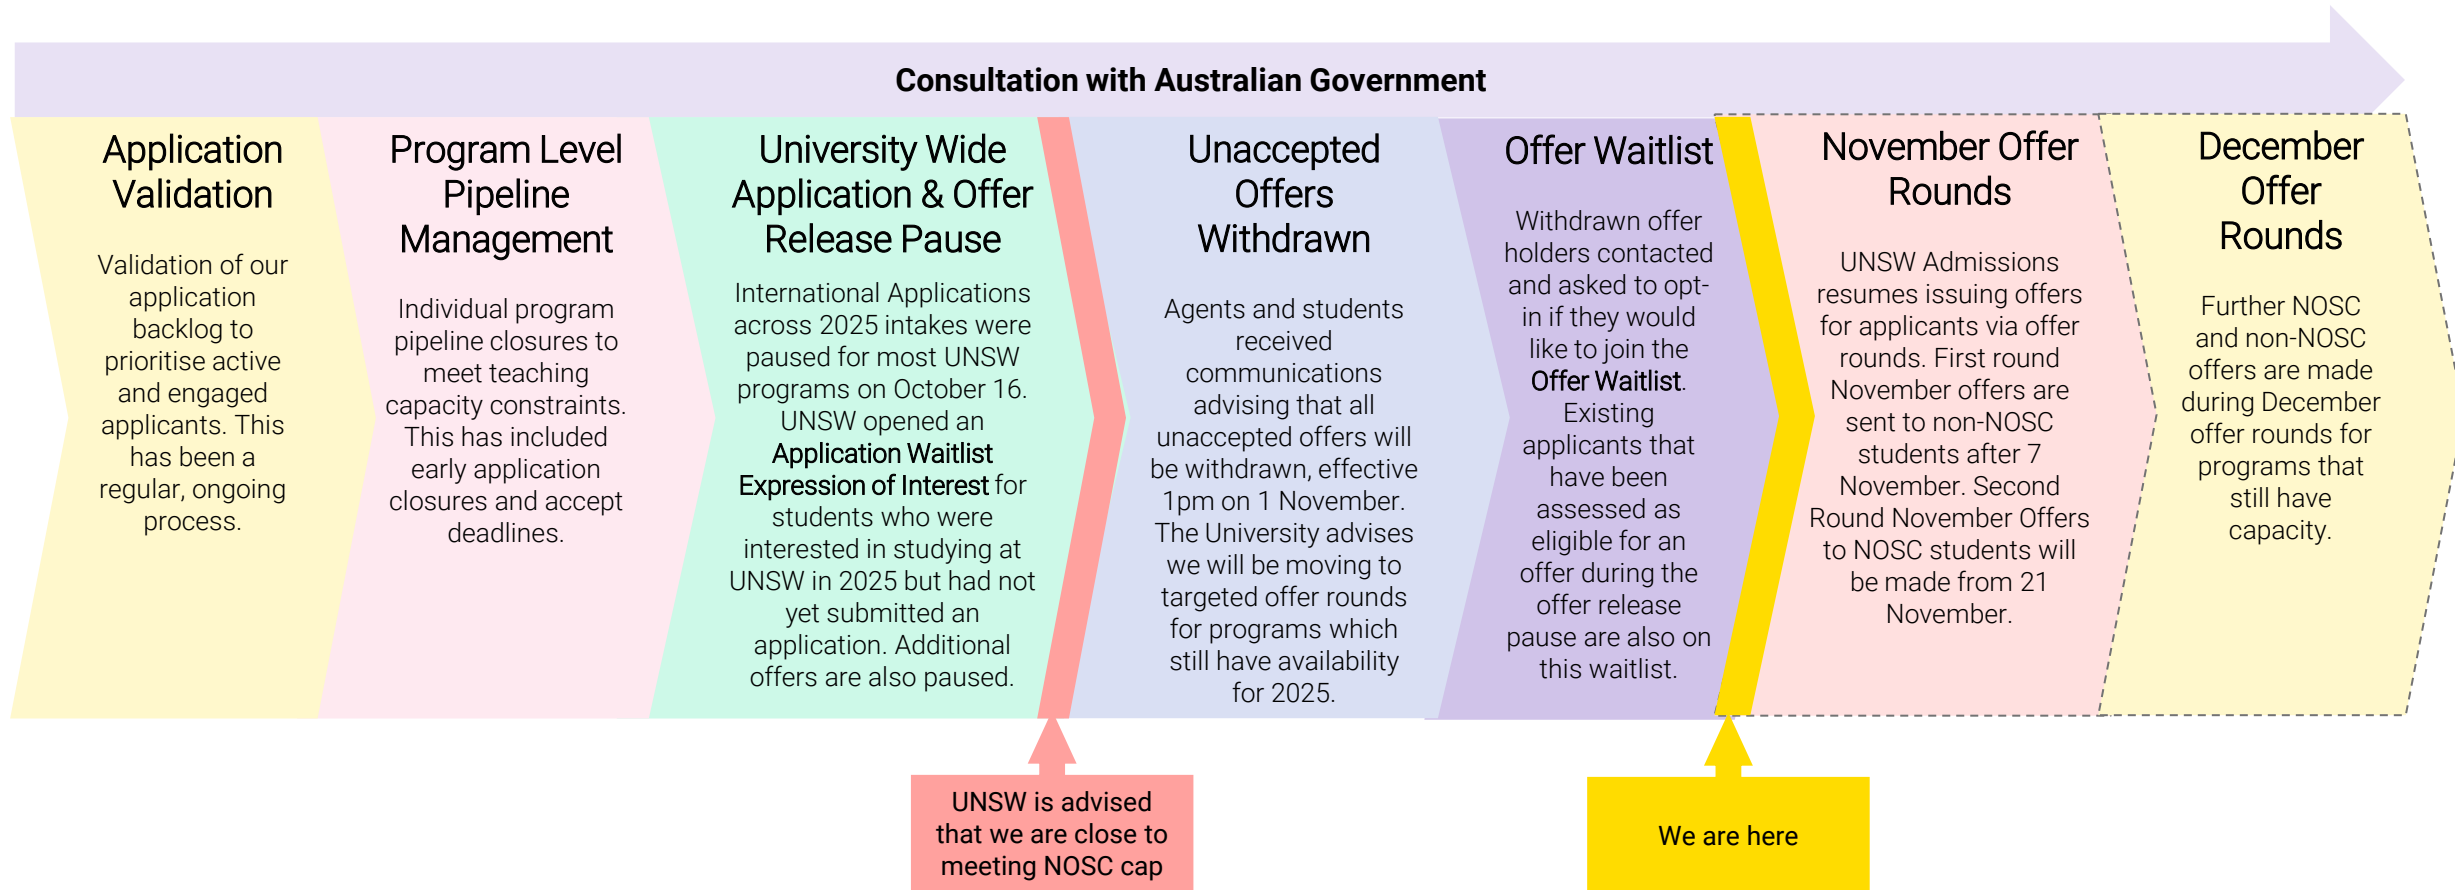 Consultation with Australian Government
Application
Validation
Validation of our
application
backlog to
prioritise active
and engaged
applicants. This
has been a
regular, ongoing
process.
Program Level
Pipeline
Management
Individual program
pipeline closures to
meet teaching
capacity constraints.
This has included
early application
closures and accept
deadlines.
University Wide
Application & Offer
Release Pause
International Applications
across 2025 intakes were
paused for most UNSW
programs on October 16.
UNSW opened an
Application Waitlist
Expression of Interest for
students who were
interested in studying at
UNSW in 2025 but had not
yet submitted an
application. Additional
offers are also paused.
Unaccepted
Offers
Withdrawn
Agents and students
received
communications
advising that all
unaccepted offers will
be withdrawn, effective
1pm on 1 November.
The University advises
we will be moving to
targeted offer rounds
for programs which
still have availability
for 2025.
Offer Waitlist
Withdrawn offer
holders contacted
and asked to opt-
in if they would
like to join the
Offer Waitlist.
Existing
applicants that
have been
assessed as
eligible for an
offer during the
offer release
pause are also on
this waitlist.
November Offer
Rounds
UNSW Admissions
resumes issuing offers
for applicants via offer
rounds. First round
November offers are
sent to non-NOSC
students after 7
November. Second
Round November Offers
to NOSC students will
be made from 21
November.
December
Offer
Rounds
Further NOSC
and non-NOSC
offers are made
during December
offer rounds for
programs that
still have
capacity.
UNSW is advised
that we are close to
meeting NOSC cap
We are here